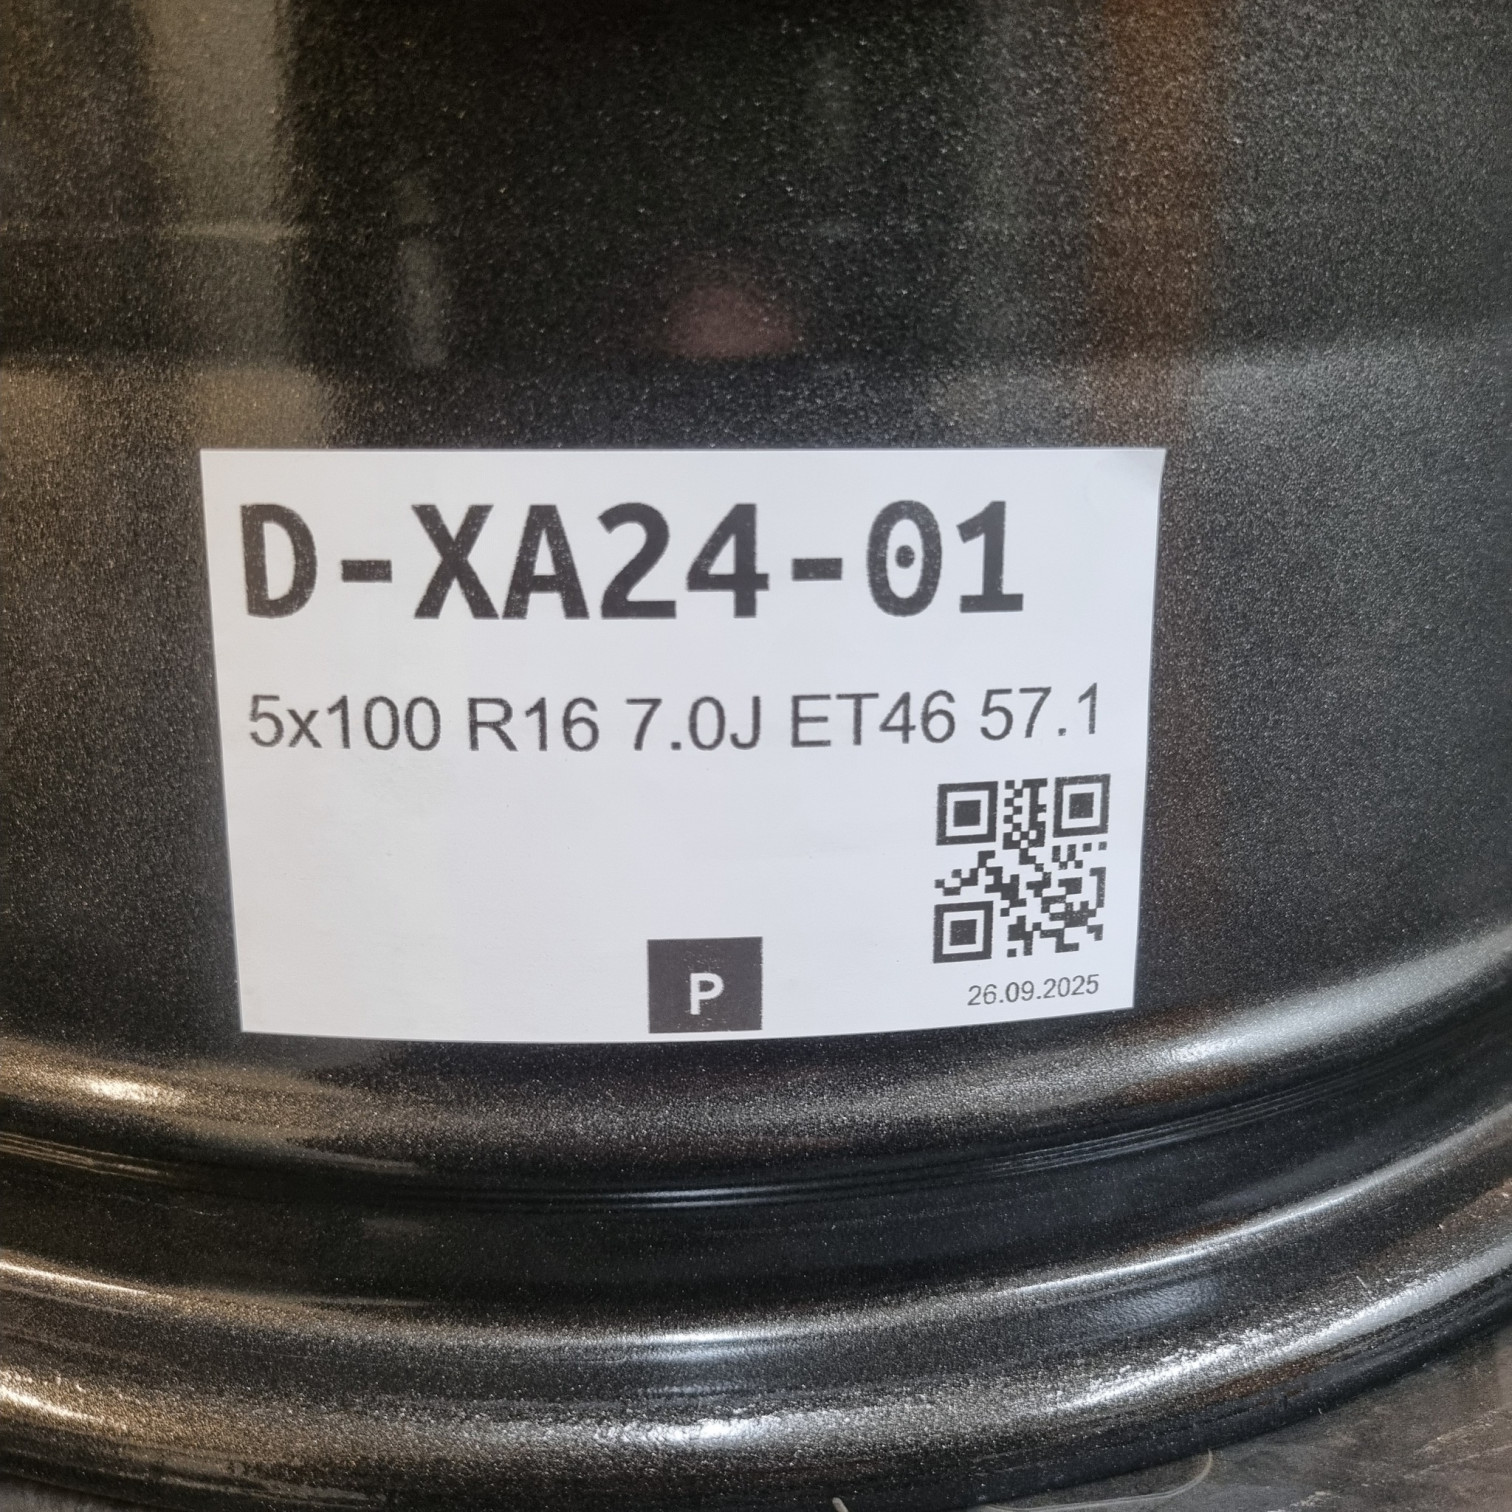 D-XA24-01
5x100 R16 7.0J ET46 57.1
P
26.09.2025